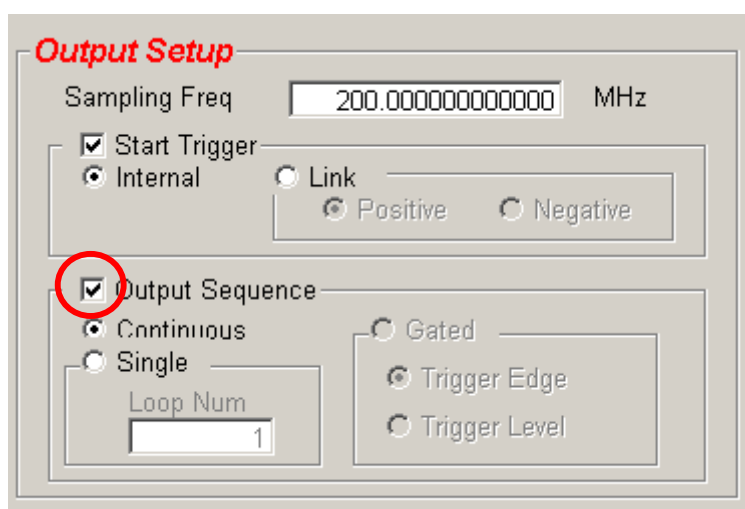 Output Setup
Sampling Freq 200.000000000000 MHz
Start Trigger
Internal Link
Positive Negative
Output Sequence
Continuous Gated
Single
Trigger Edge
Loop Num
1
Trigger Level